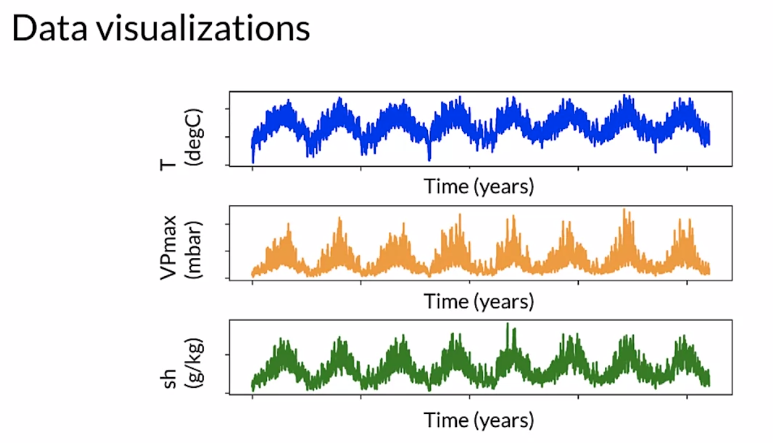 Data visualizations
T
(degC)
Time (years)
VPmax
(mbar)
Time (years)
sh
(g/kg)
Time (years)